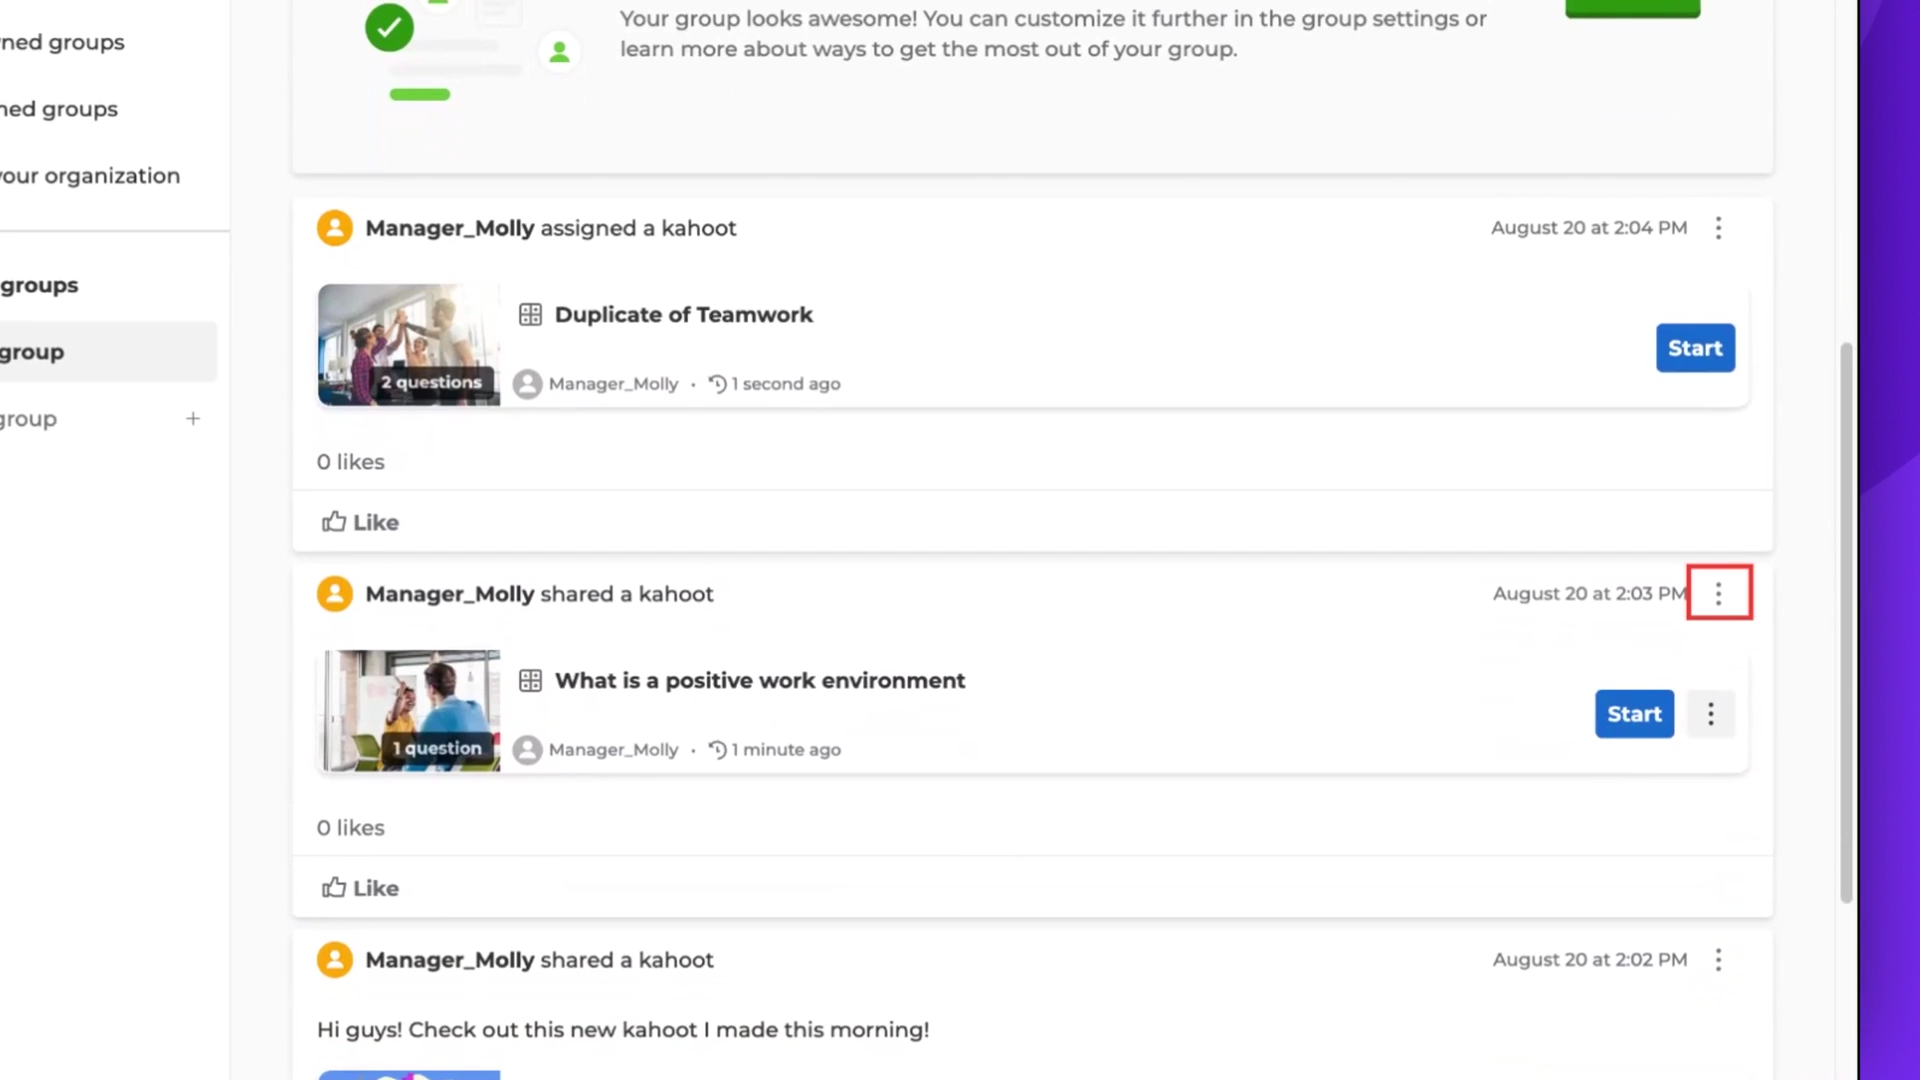 Your group looks awesome! You can customize it further in the group settings or
learn more about ways to get the most out of your group.
ned groups
ned groups
your organization
groups
group
group
Manager_Molly assigned a kahoot
August 20 at 2:04 PM
Duplicate of Teamwork
2 questions
Manager_Molly · 1 second ago
Start
0 likes
Like
Manager_Molly shared a kahoot
August 20 at 2:03 PM
What is a positive work environment
1 question
Manager_Molly · 1 minute ago
Start
0 likes
Like
Manager_Molly shared a kahoot
August 20 at 2:02 PM
Hi guys! Check out this new kahoot I made this morning!